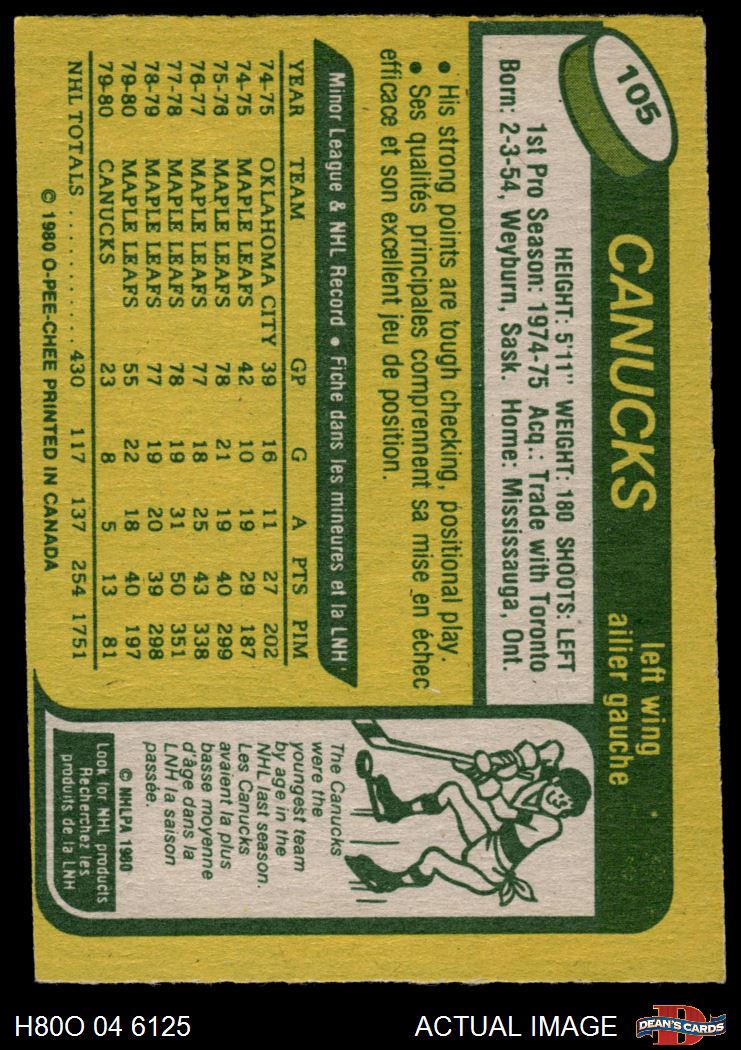 105
CANUCKS
left wing
ailier gauche
HEIGHT: 5'11" WEIGHT: 180 SHOOTS: LEFT
1st Pro Season: 1974-75 Acq.: Trade with Toronto
Born: 2-3-54, Weyburn, Sask. Home: Mississauga, Ont.
• His strong points are tough checking, positional play.
• Ses qualités principales comprennent sa mise en échec
efficace et son excellent jeu de position.
Minor League & NHL Record • Fiche dans les mineures et la LNH
YEAR TEAM GP G A PTS PIM
74-75 OKLAHOMA CITY 39 16 11 27 202
74-75 MAPLE LEAFS 42 10 19 29 187
75-76 MAPLE LEAFS 78 21 19 40 299
76-77 MAPLE LEAFS 77 18 25 43 338
77-78 MAPLE LEAFS 78 19 31 50 351
78-79 MAPLE LEAFS 77 19 20 39 298
79-80 MAPLE LEAFS 55 22 18 40 197
79-80 CANUCKS 23 8 5 13 81
NHL TOTALS ........... 430 117 137 254 1751
© 1980 O-PEE-CHEE PRINTED IN CANADA
The Canucks
were the
youngest team
by age in the
NHL last season.
Les Canucks
avaient la plus
basse moyenne
d'âge dans la
LNH la saison
passée.
© NHLPA 1980
Look for NHL products
Recherchez les
produits de la LNH
H80O 04 6125
ACTUAL IMAGE
D
DEAN'S CARDS